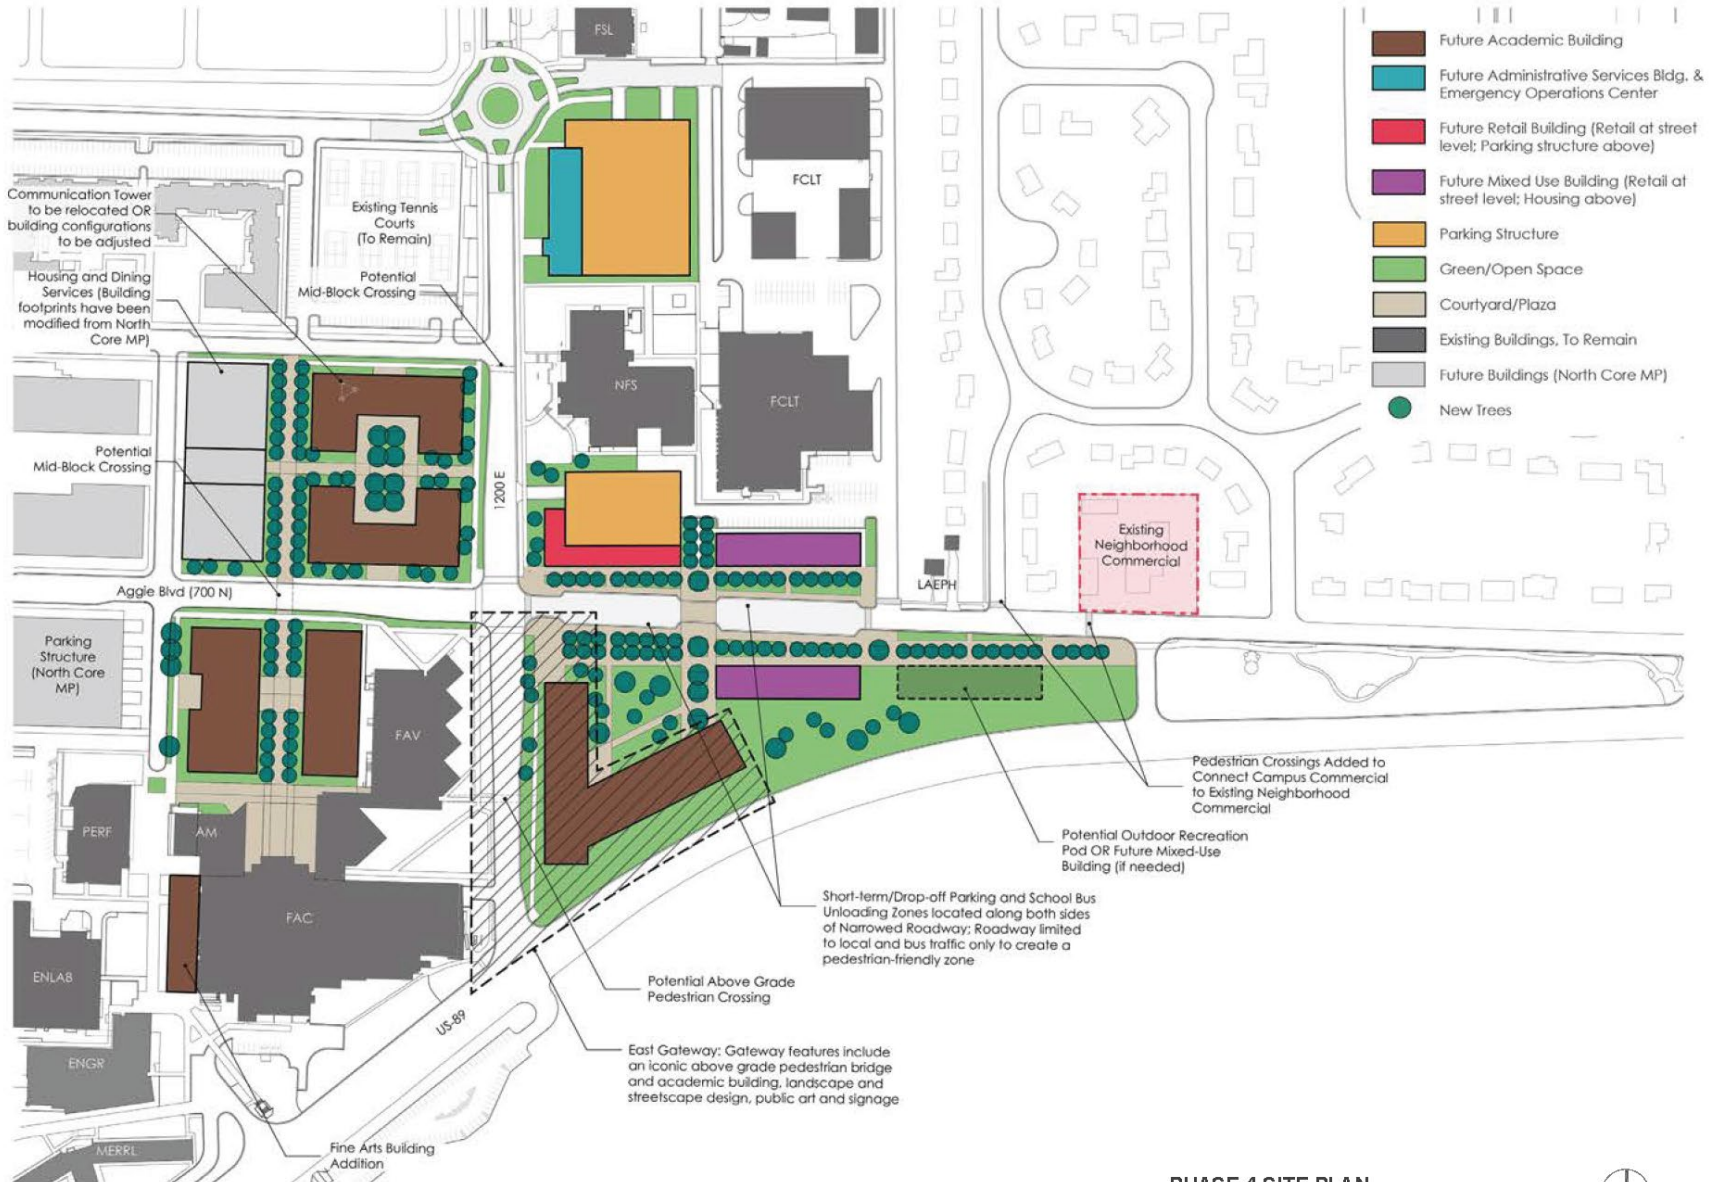 FSL
Future Academic Building
Future Administrative Services Bldg. &
Emergency Operations Center
Future Retail Building (Retail at street
level; Parking structure above)
Future Mixed Use Building (Retail at
street level; Housing above)
Parking Structure
Green/Open Space
Courtyard/Plaza
Existing Buildings, To Remain
Future Buildings (North Core MP)
New Trees
Communication Tower
to be relocated OR
building configurations
to be adjusted
Housing and Dining
Services (Building
footprints have been
modified from North
Core MP)
Existing Tennis
Courts
(To Remain)
Potential
Mid-Block Crossing
FCLT
NFS
FCLT
Potential
Mid-Block Crossing
1200 E
Existing
Neighborhood
Commercial
LAEPH
Aggie Blvd (700 N)
Parking
Structure
(North Core
MP)
FAV
PERF
AM
FAC
ENLAB
ENGR
MERRL
US-89
Pedestrian Crossings Added to
Connect Campus Commercial
to Existing Neighborhood
Commercial
Potential Outdoor Recreation
Pod OR Future Mixed-Use
Building (if needed)
Short-term/Drop-off Parking and School Bus
Unloading Zones located along both sides
of Narrowed Roadway; Roadway limited
to local and bus traffic only to create a
pedestrian-friendly zone
Potential Above Grade
Pedestrian Crossing
East Gateway: Gateway features include
an iconic above grade pedestrian bridge
and academic building, landscape and
streetscape design, public art and signage
Fine Arts Building
Addition
PHASE 4 SITE PLAN